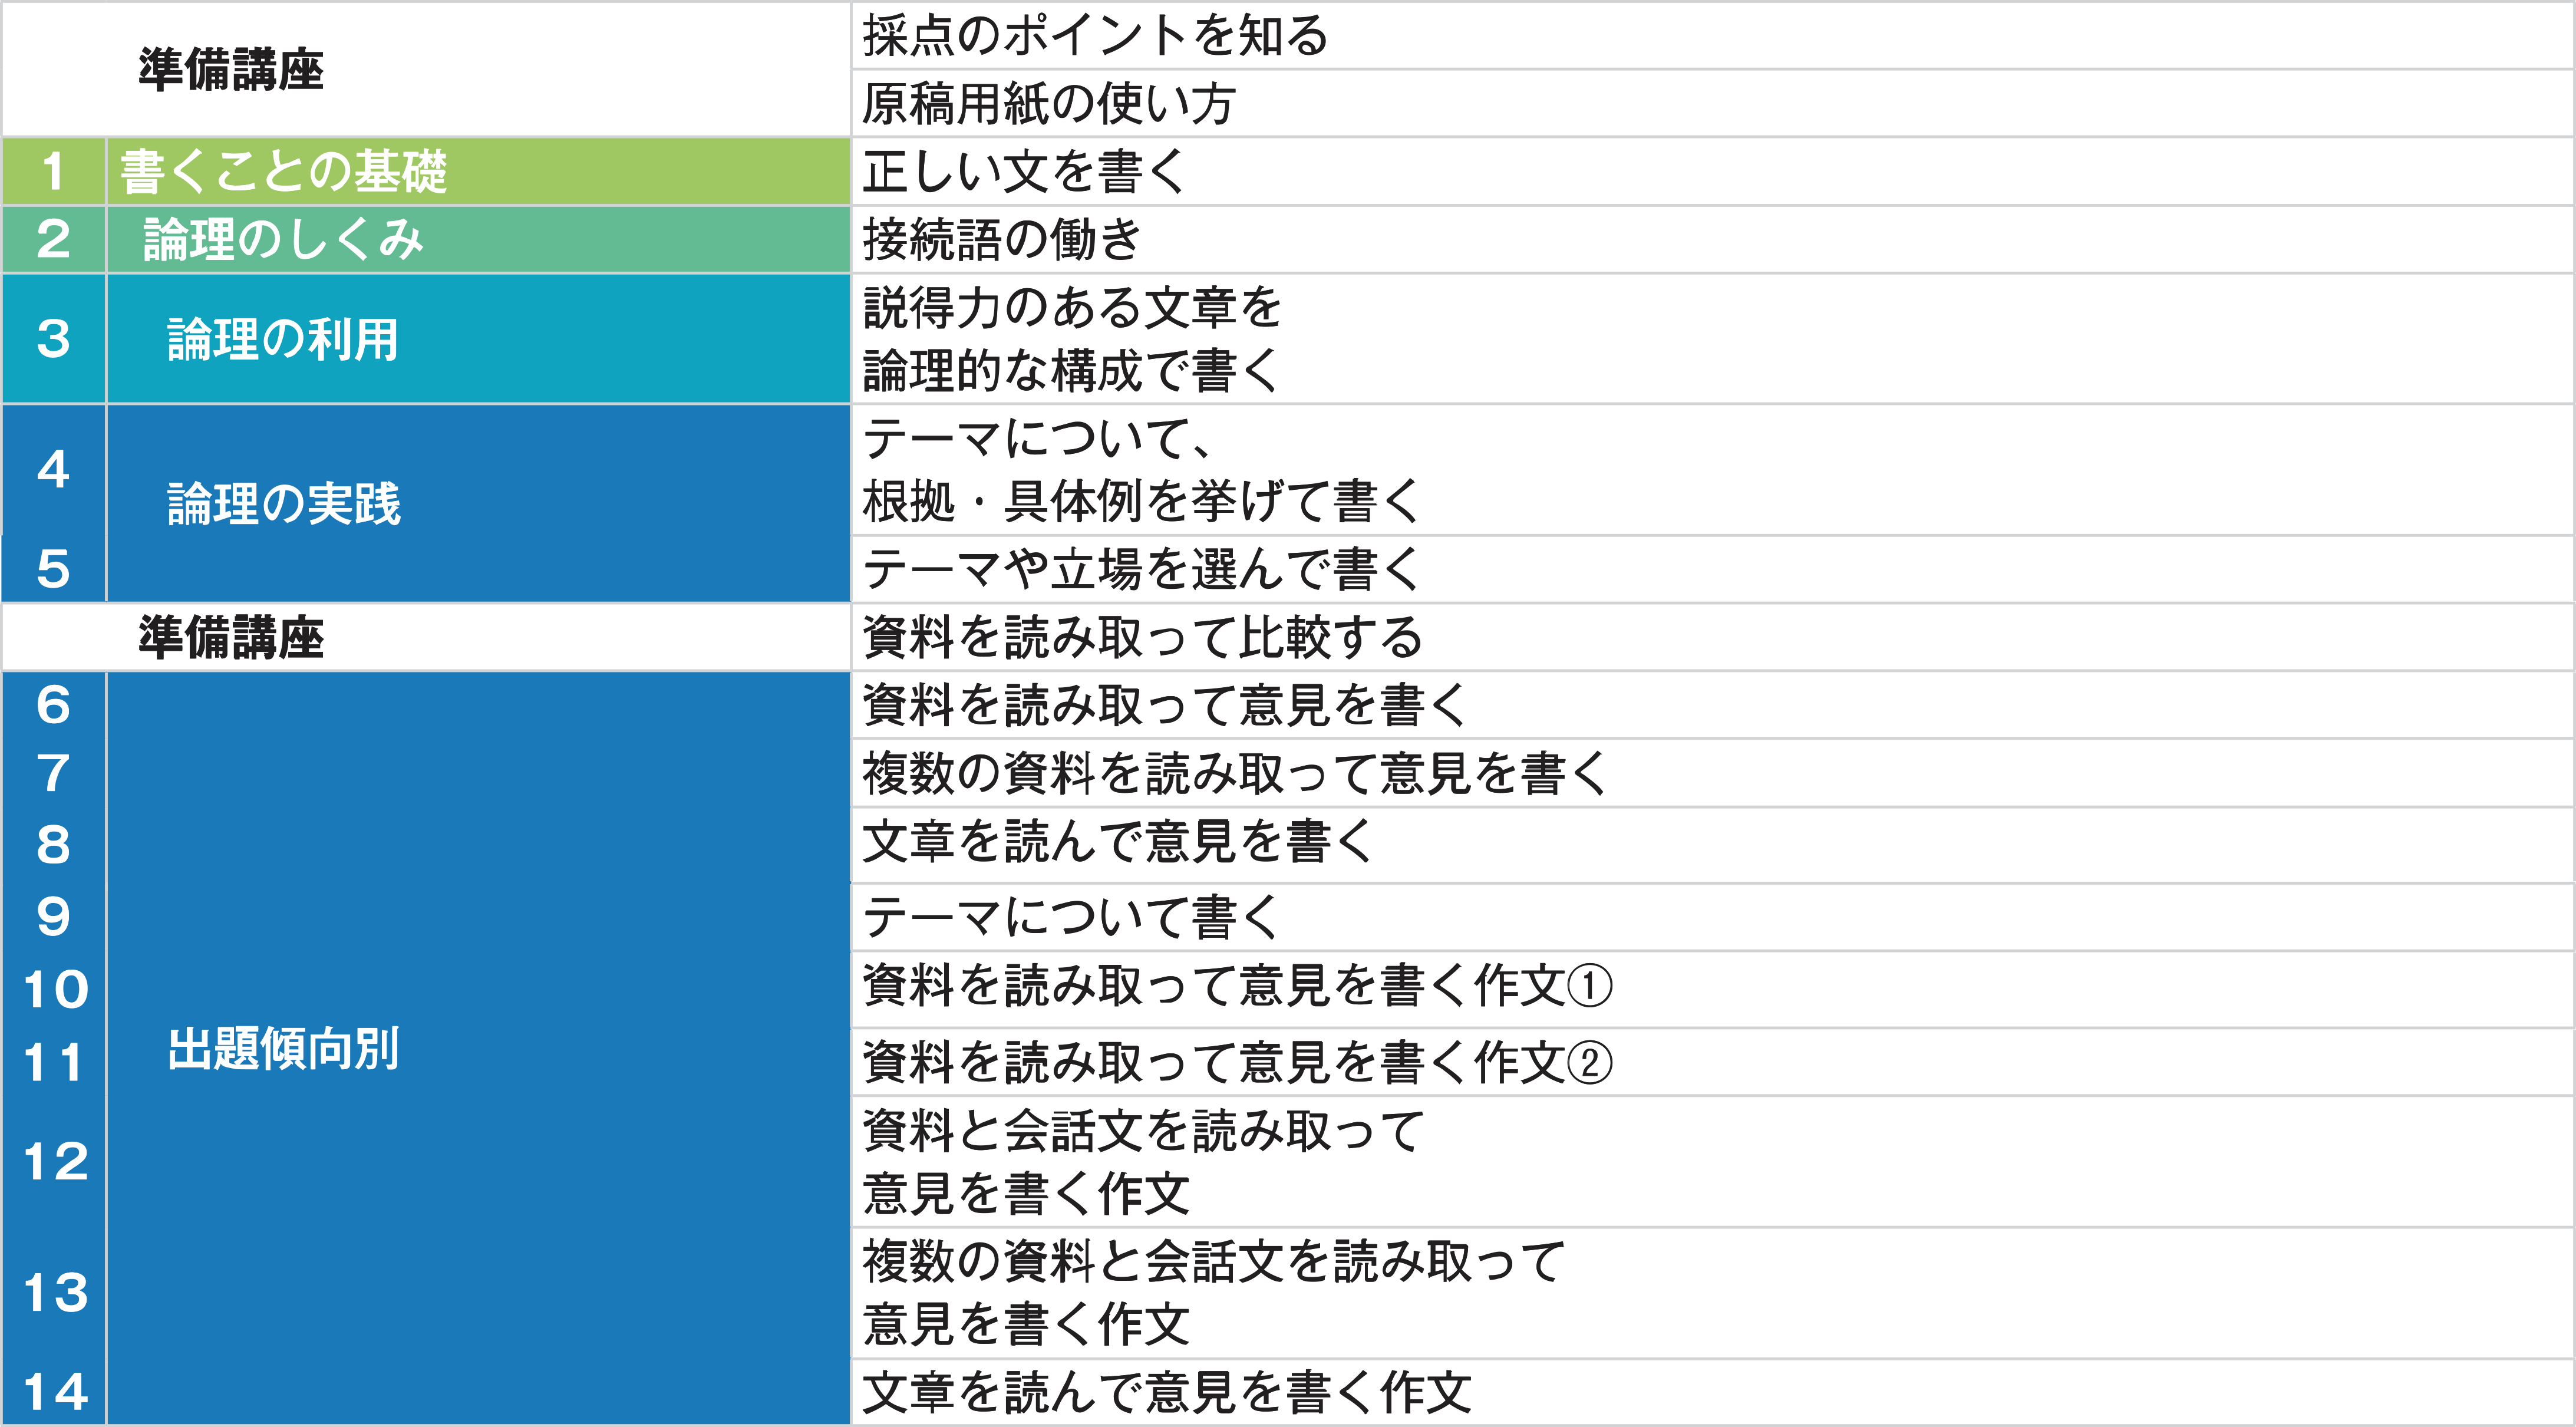 準備講座
採点のポイントを知る
原稿用紙の使い方
1 書くことの基礎 正しい文を書く
2 論理のしくみ 接続語の働き
3 論理の利用
説得力のある文章を
論理的な構成で書く
4 論理の実践
テーマについて、
根拠・具体例を挙げて書く
5 テーマや立場を選んで書く
準備講座 資料を読み取って比較する
出題傾向別
6 資料を読み取って意見を書く
7 複数の資料を読み取って意見を書く
8 文章を読んで意見を書く
9 テーマについて書く
10 資料を読み取って意見を書く作文①
11 資料を読み取って意見を書く作文②
12 資料と会話文を読み取って
意見を書く作文
13 複数の資料と会話文を読み取って
意見を書く作文
14 文章を読んで意見を書く作文